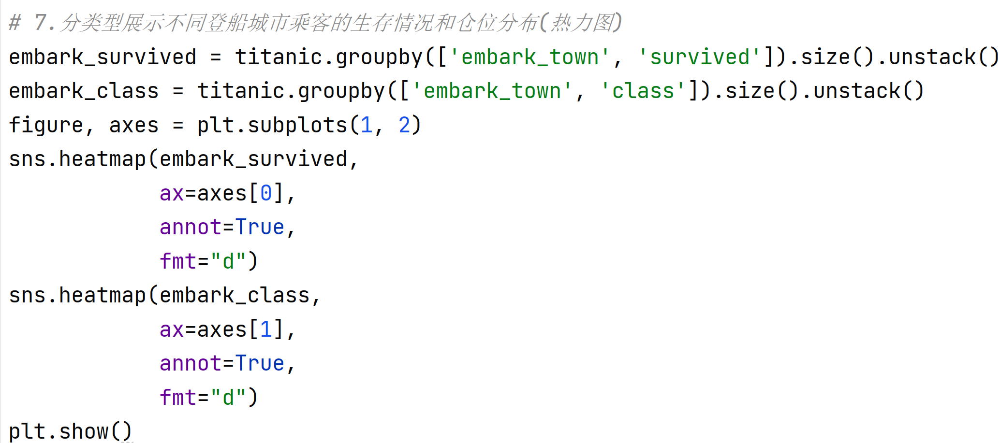 # 7.分类型展示不同登船城市乘客的生存情况和仓位分布(热力图)
embark_survived = titanic.groupby(['embark_town', 'survived']).size().unstack()
embark_class = titanic.groupby(['embark_town', 'class']).size().unstack()
figure, axes = plt.subplots(1, 2)
sns.heatmap(embark_survived,
            ax=axes[0],
            annot=True,
            fmt="d")
sns.heatmap(embark_class,
            ax=axes[1],
            annot=True,
            fmt="d")
plt.show()